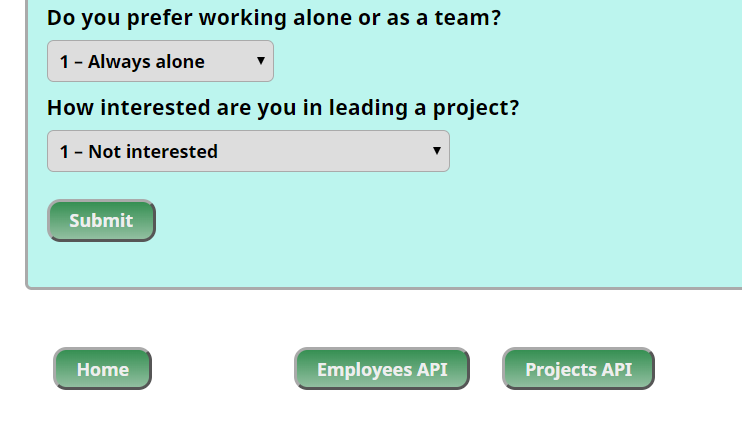 Do you prefer working alone or as a team?
1 – Always alone
How interested are you in leading a project?
1 – Not interested
Submit
Home
Employees API
Projects API